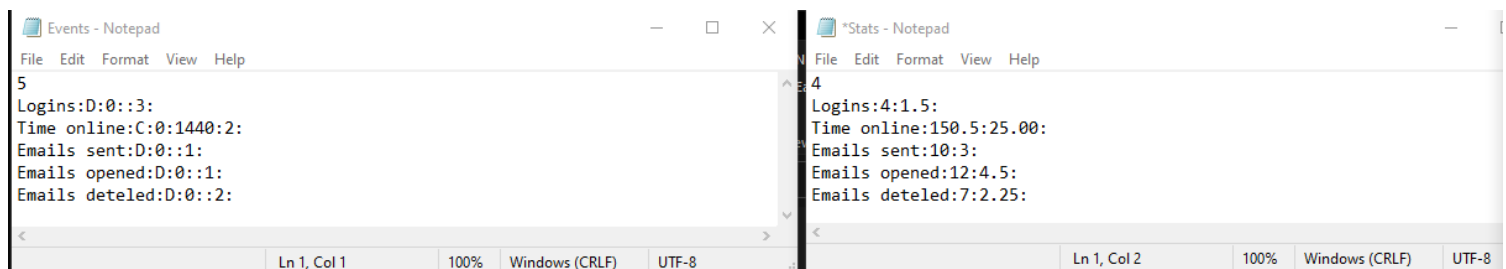 Events - Notepad
File Edit Format View Help
5
Logins:D:0::3:
Time online:C:0:1440:2:
Emails sent:D:0::1:
Emails opened:D:0::1:
Emails deteled:D:0::2:
Ln 1, Col 1 100% Windows (CRLF) UTF-8
*Stats - Notepad
File Edit Format View Help
4
Logins:4:1.5:
Time online:150.5:25.00:
Emails sent:10:3:
Emails opened:12:4.5:
Emails deteled:7:2.25:
Ln 1, Col 2 100% Windows (CRLF) UTF-8